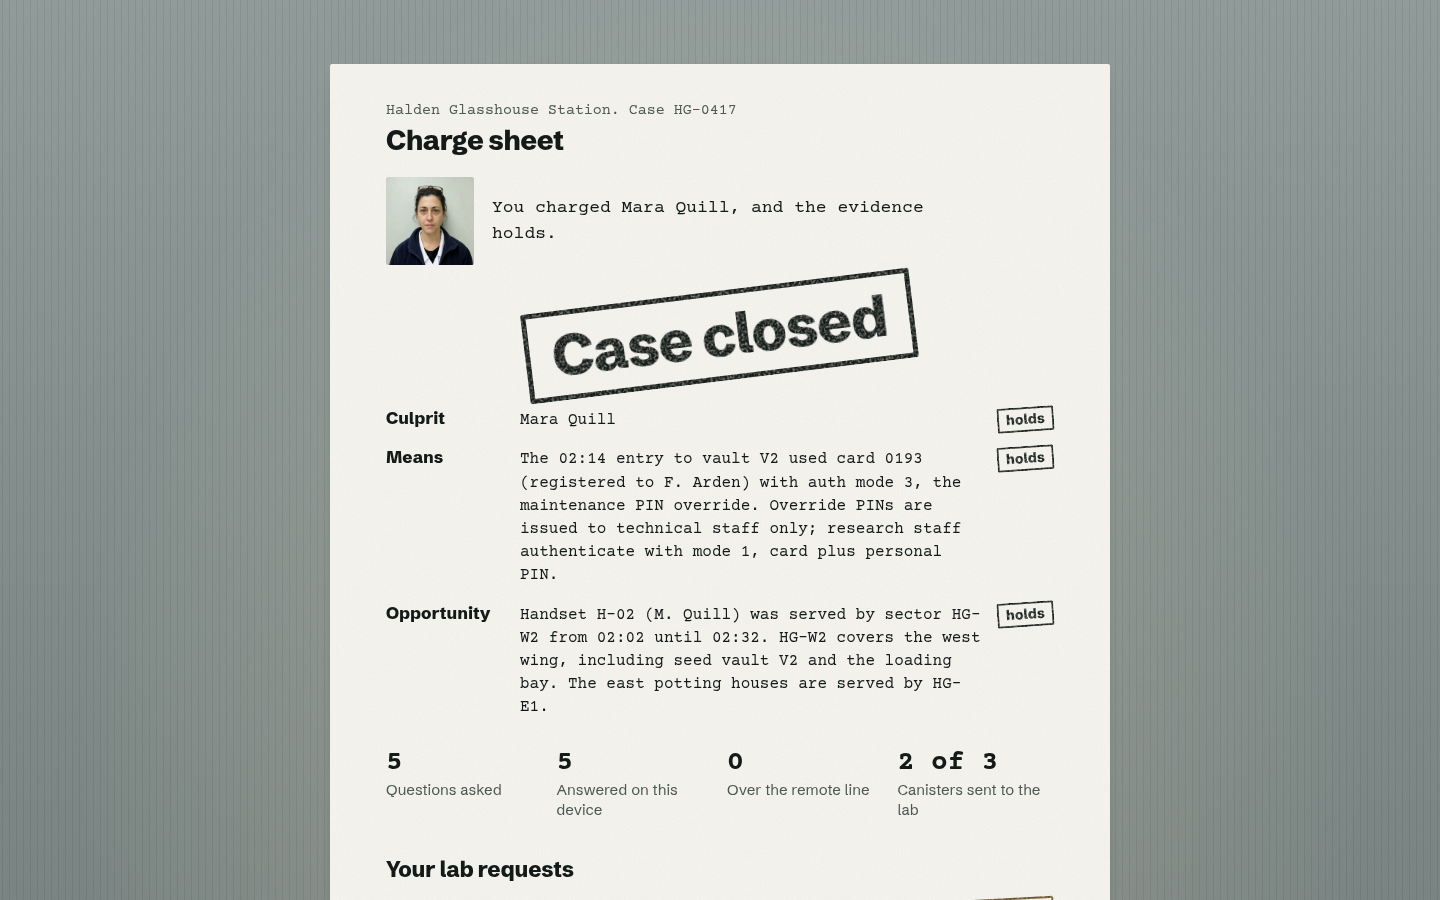 Halden Glasshouse Station. Case HG-0417
Charge sheet
You charged Mara Quill, and the evidence
holds.
Case closed
Culprit
Mara Quill
holds
Means
The 02:14 entry to vault V2 used card 0193
(registered to F. Arden) with auth mode 3, the
maintenance PIN override. Override PINs are
issued to technical staff only; research staff
authenticate with mode 1, card plus personal
PIN.
holds
Opportunity
Handset H-02 (M. Quill) was served by sector HG-
W2 from 02:02 until 02:32. HG-W2 covers the west
wing, including seed vault V2 and the loading
bay. The east potting houses are served by HG-
E1.
holds
5
Questions asked
5
Answered on this
device
0
Over the remote line
2 of 3
Canisters sent to the
lab
Your lab requests